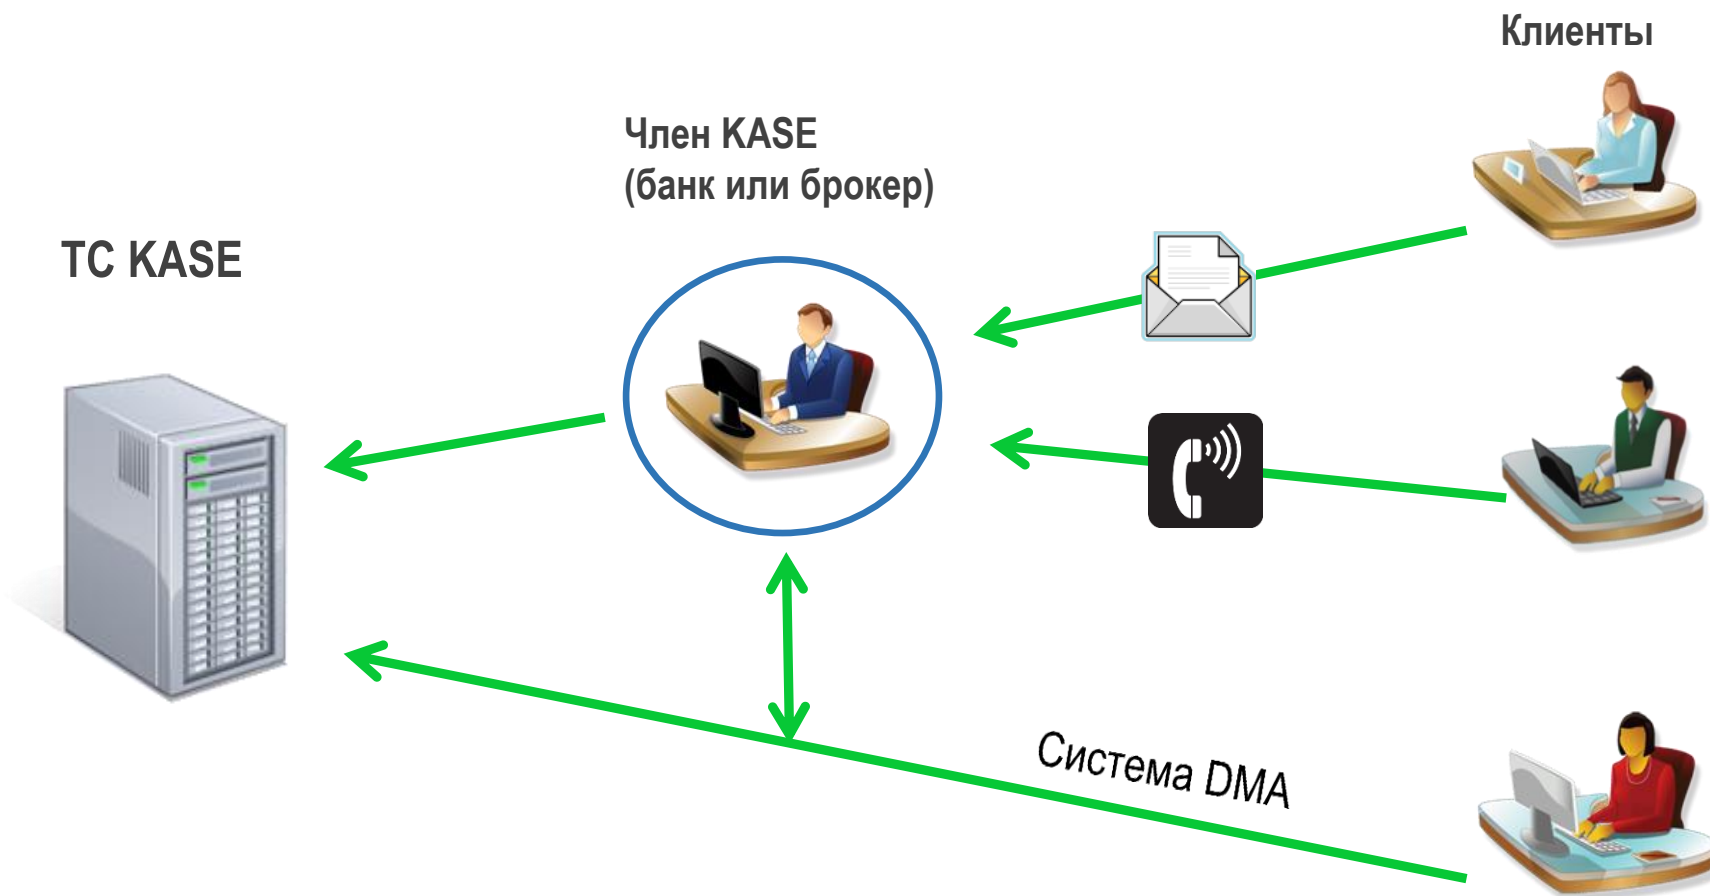 Клиенты
Член KASE
(банк или брокер)
ТС KASE
Система DMA